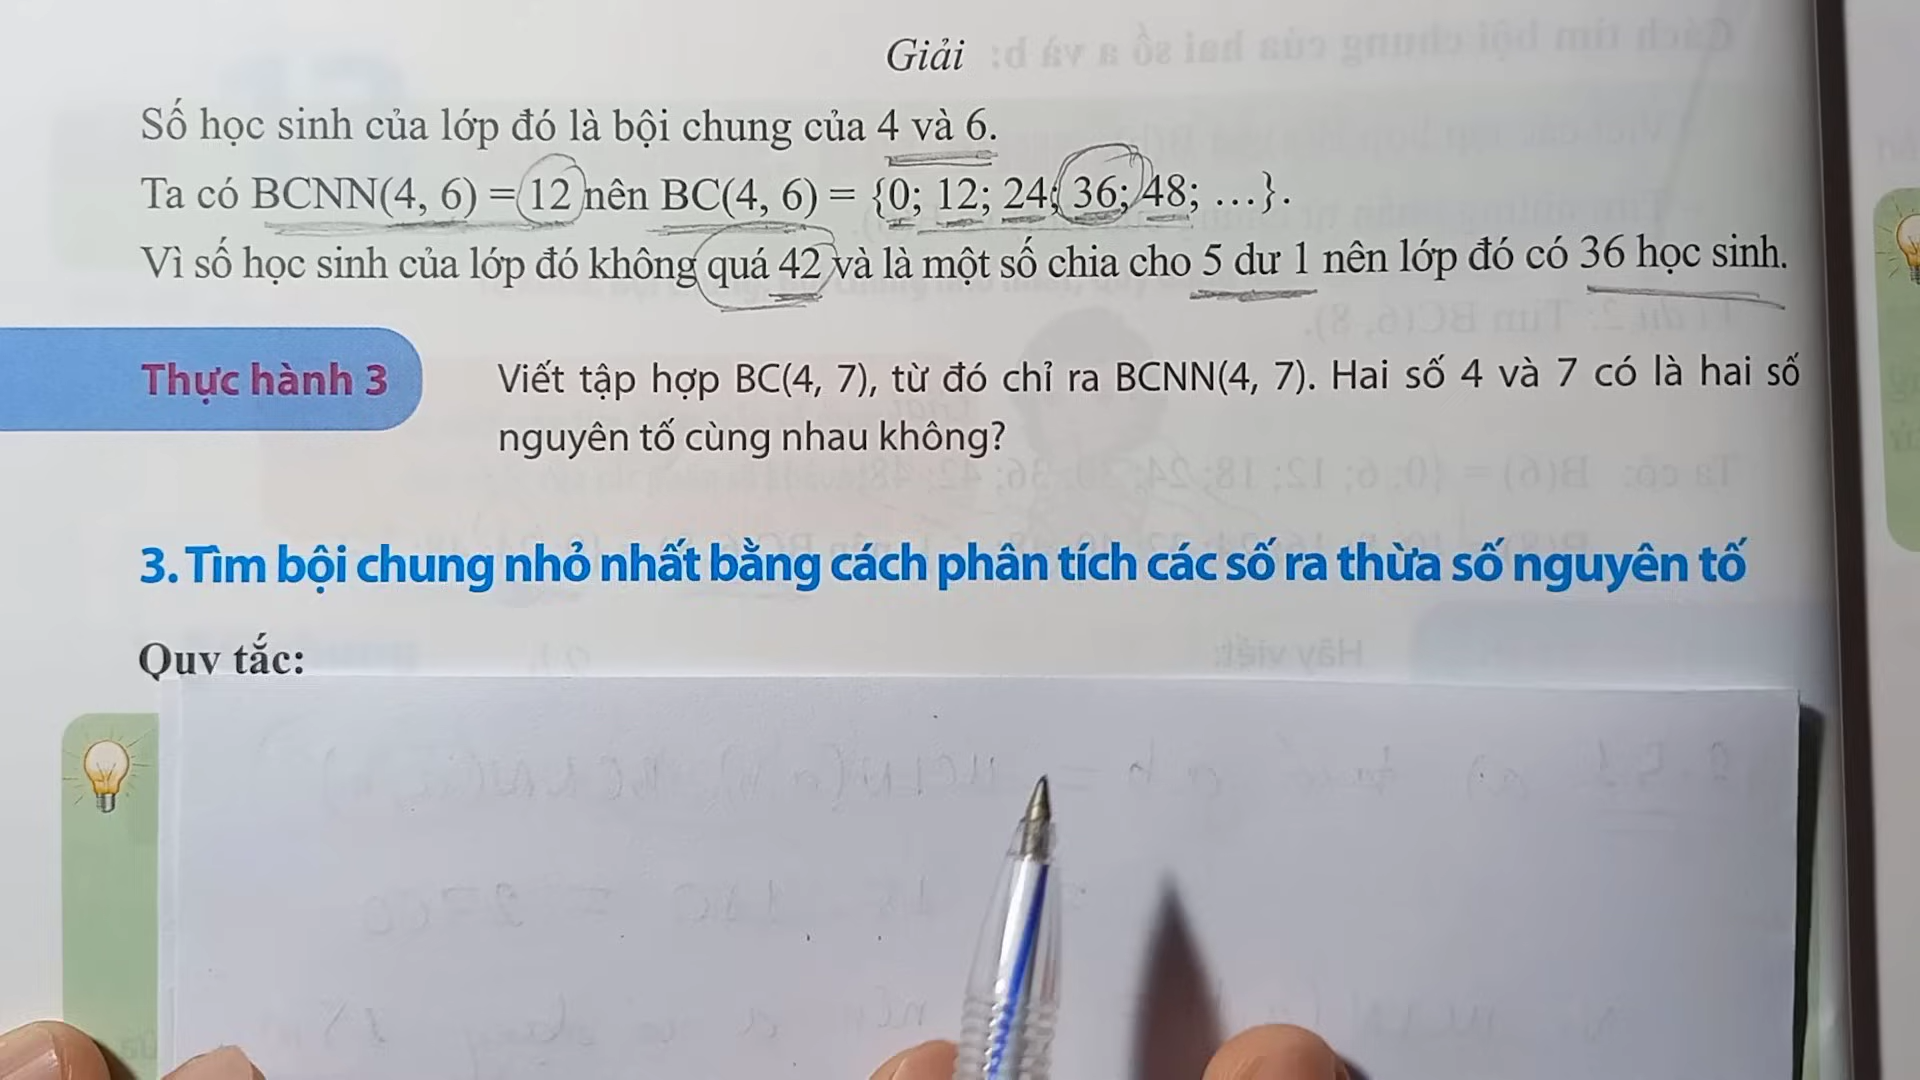 Giải
Số học sinh của lớp đó là bội chung của 4 và 6.
Ta có BCNN(4, 6) = 12 nên BC(4, 6) = {0; 12; 24; 36; 48; …}.
Vì số học sinh của lớp đó không quá 42 và là một số chia cho 5 dư 1 nên lớp đó có 36 học sinh.
Thực hành 3
Viết tập hợp BC(4, 7), từ đó chỉ ra BCNN(4, 7). Hai số 4 và 7 có là hai số
nguyên tố cùng nhau không?
3. Tìm bội chung nhỏ nhất bằng cách phân tích các số ra thừa số nguyên tố
Quy tắc: